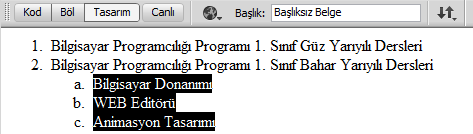 Kod Böl Tasarım Canlı Başlık: Başlıksız Belge
1. Bilgisayar Programcılığı Programı 1. Sınıf Güz Yarıyılı Dersleri
2. Bilgisayar Programcılığı Programı 1. Sınıf Bahar Yarıyılı Dersleri
a. Bilgisayar Donanımı
b. WEB Editörü
c. Animasyon Tasarımı